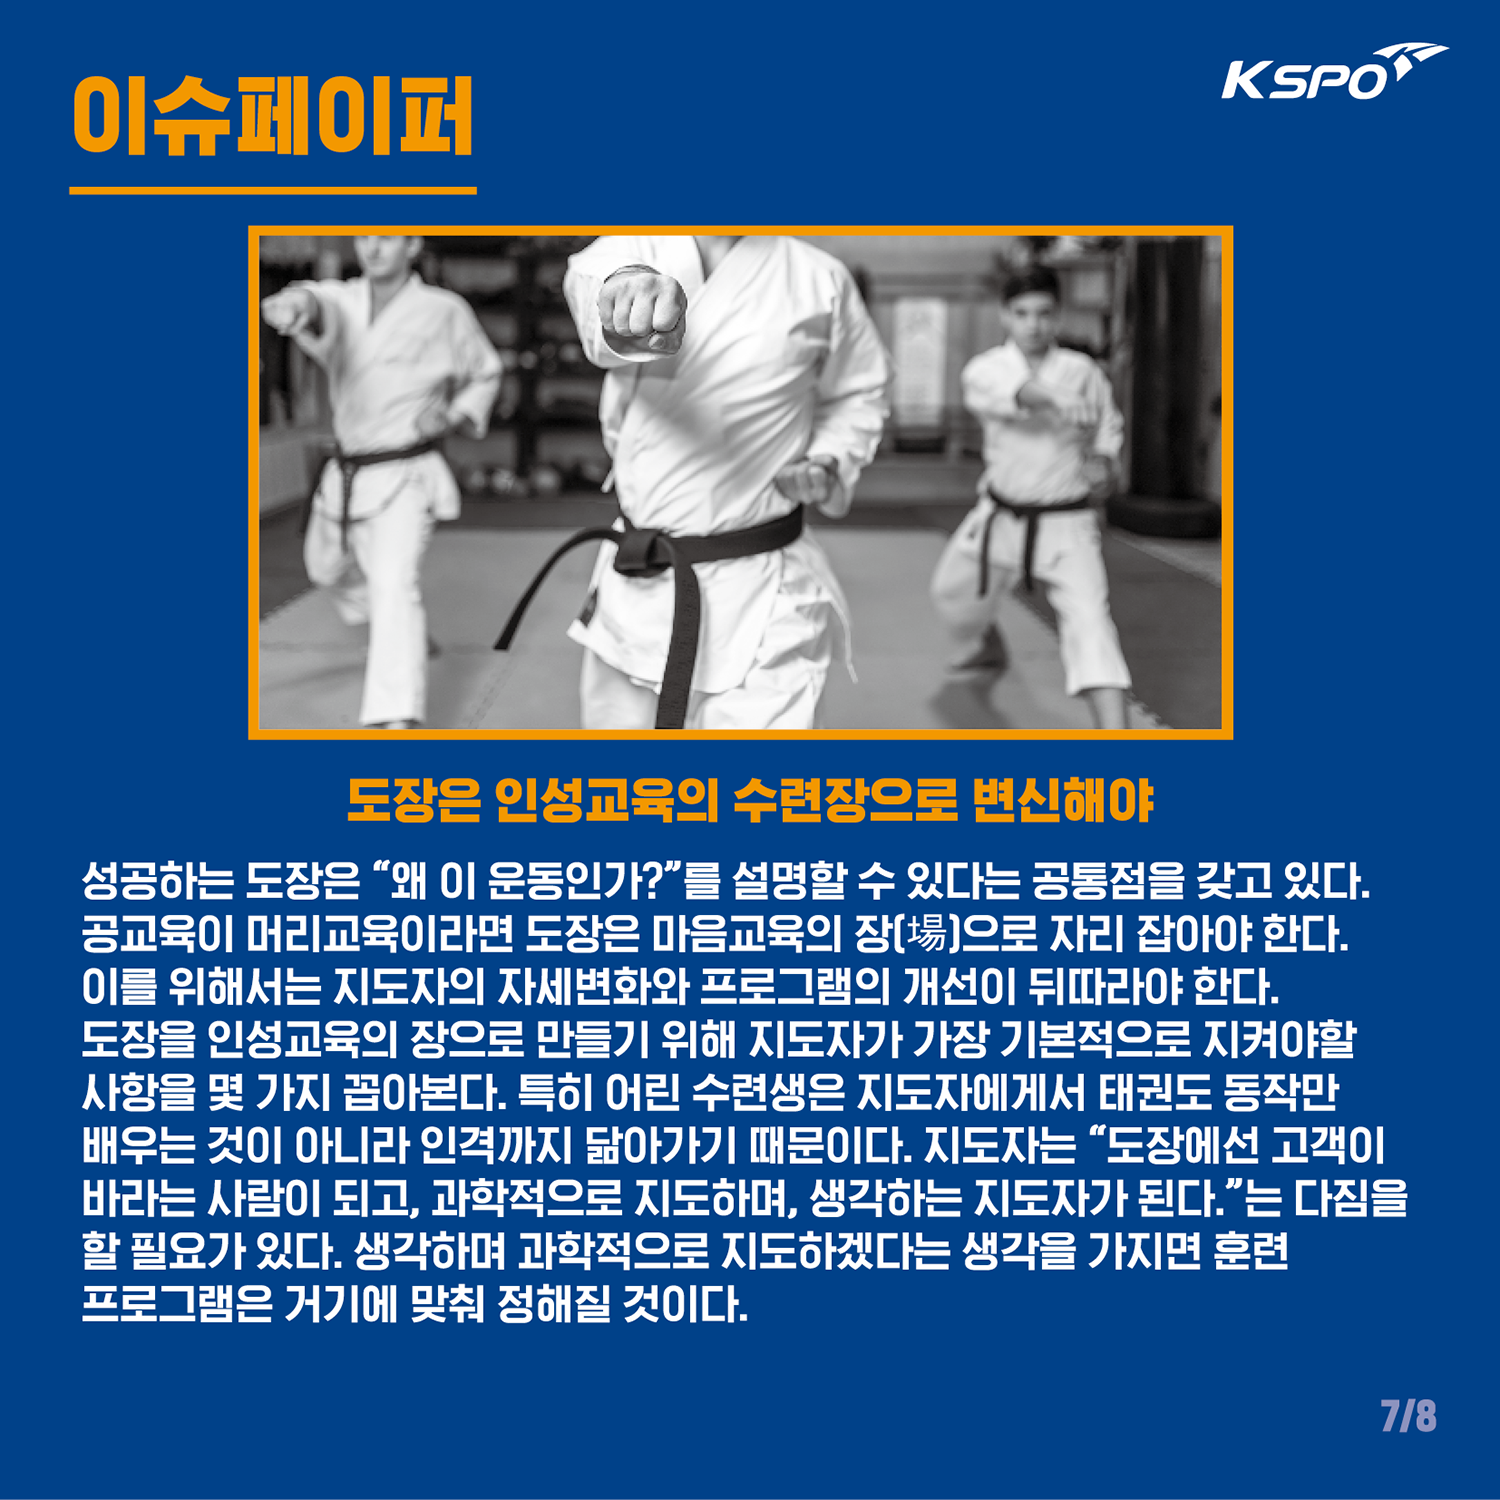 이슈페이퍼
KSPO
도장은 인성교육의 수련장으로 변신해야
성공하는 도장은 “왜 이 운동인가?”를 설명할 수 있다는 공통점을 갖고 있다.
공교육이 머리교육이라면 도장은 마음교육의 장(場)으로 자리 잡아야 한다.
이를 위해서는 지도자의 자세변화와 프로그램의 개선이 뒤따라야 한다.
도장을 인성교육의 장으로 만들기 위해 지도자가 가장 기본적으로 지켜야할
사항을 몇 가지 꼽아본다. 특히 어린 수련생은 지도자에게서 태권도 동작만
배우는 것이 아니라 인격까지 닮아가기 때문이다. 지도자는 “도장에선 고객이
바라는 사람이 되고, 과학적으로 지도하며, 생각하는 지도자가 된다.”는 다짐을
할 필요가 있다. 생각하며 과학적으로 지도하겠다는 생각을 가지면 훈련
프로그램은 거기에 맞춰 정해질 것이다.
7/8